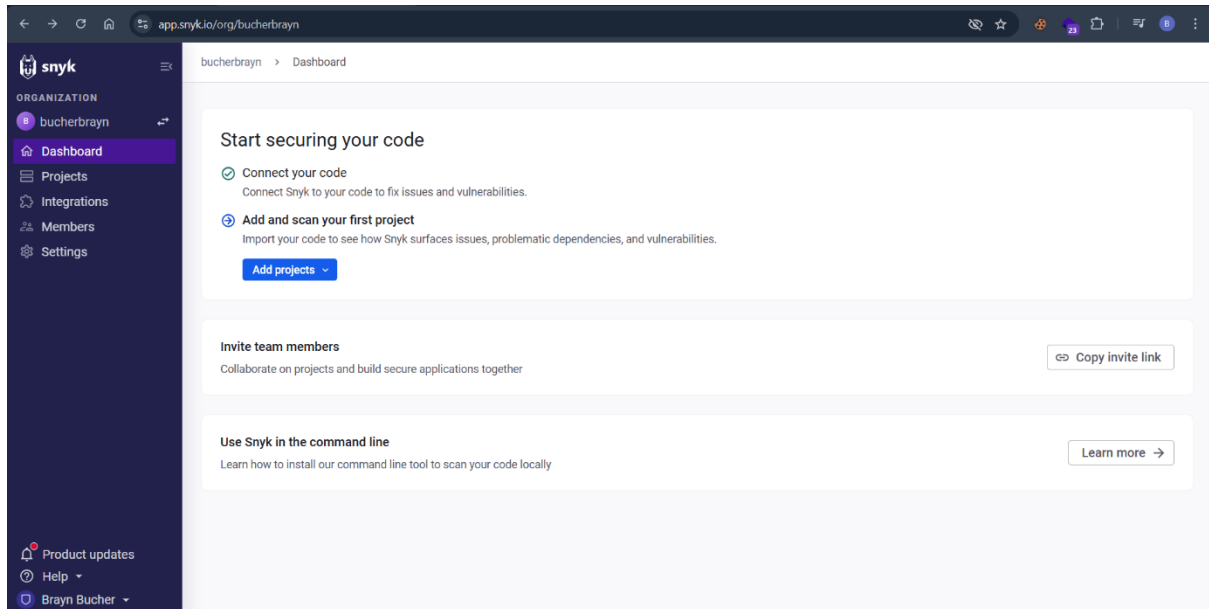 app.snyk.io/org/bucherbrayn
23
B
snyk
bucherbrayn > Dashboard
ORGANIZATION
B bucherbrayn
Dashboard
Projects
Integrations
Members
Settings
Start securing your code
Connect your code
Connect Snyk to your code to fix issues and vulnerabilities.
Add and scan your first project
Import your code to see how Snyk surfaces issues, problematic dependencies, and vulnerabilities.
Add projects
Invite team members
Collaborate on projects and build secure applications together
Copy invite link
Use Snyk in the command line
Learn how to install our command line tool to scan your code locally
Learn more →
Product updates
Help
Brayn Bucher